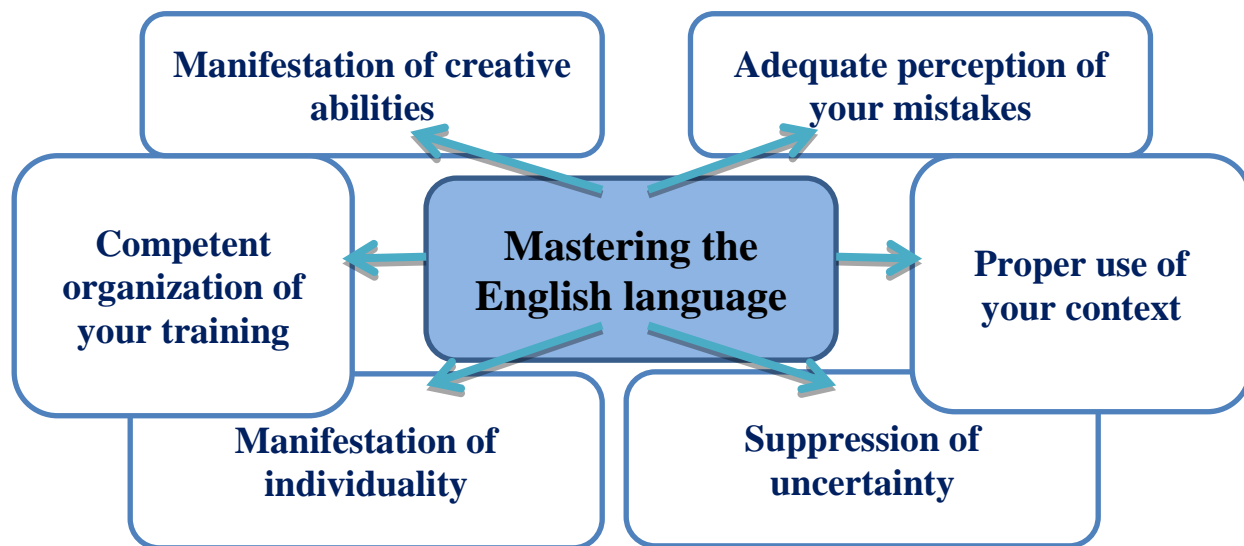 Manifestation of creative
abilities
Adequate perception of
your mistakes
Competent
organization of
your training
Mastering the
English language
Proper use of
your context
Manifestation of
individuality
Suppression of
uncertainty